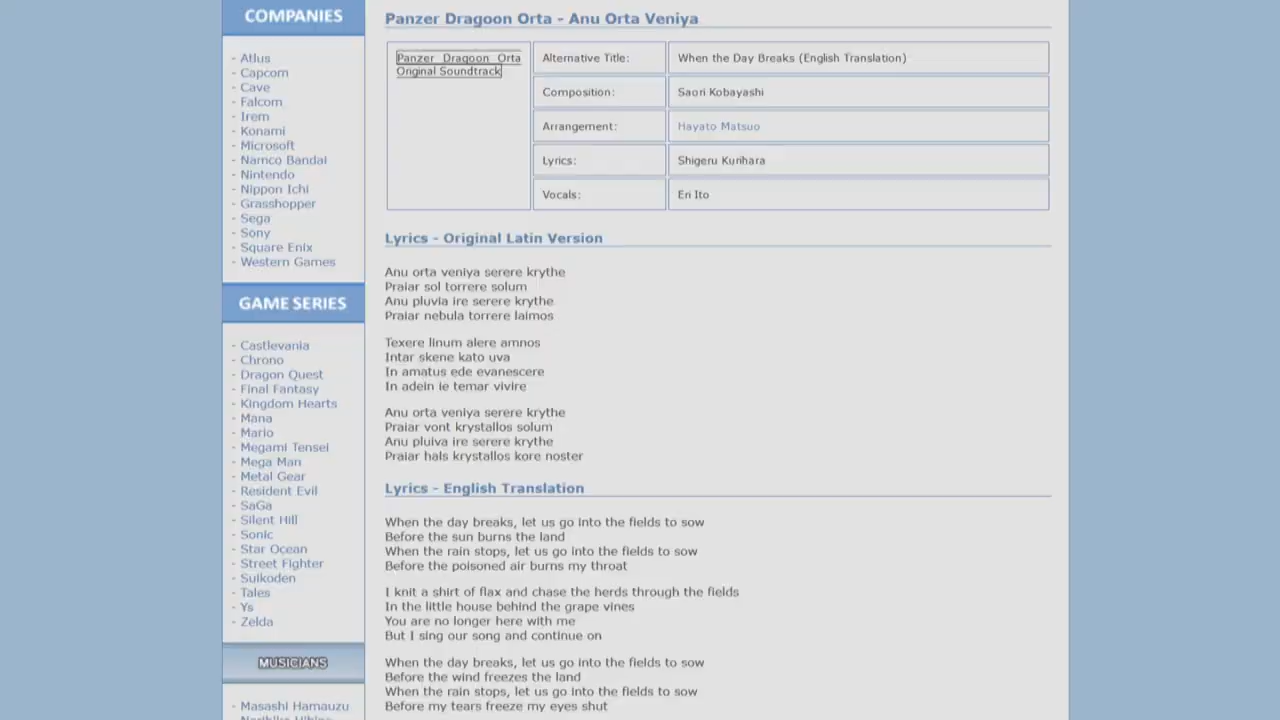 COMPANIES
- Atlus
- Capcom
- Cave
- Falcom
- Irem
- Konami
- Microsoft
- Namco Bandai
- Nintendo
- Nippon Ichi
- Grasshopper
- Sega
- Sony
- Square Enix
- Western Games
GAME SERIES
- Castlevania
- Chrono
- Dragon Quest
- Final Fantasy
- Kingdom Hearts
- Mana
- Mario
- Megami Tensei
- Mega Man
- Metal Gear
- Resident Evil
- SaGa
- Silent Hill
- Sonic
- Star Ocean
- Street Fighter
- Suikoden
- Tales
- Ys
- Zelda
MUSICIANS
- Masashi Hamauzu
Panzer Dragoon Orta - Anu Orta Veniya
Panzer Dragoon Orta
Original Soundtrack
Alternative Title: When the Day Breaks (English Translation)
Composition: Saori Kobayashi
Arrangement: Hayato Matsuo
Lyrics: Shigeru Kurihara
Vocals: Eri Ito
Lyrics - Original Latin Version
Anu orta veniya serere krythe
Praiar sol torrere solum
Anu pluvia ire serere krythe
Praiar nebula torrere laimos
Texere linum alere amnos
Intar skene kato uva
In amatus ede evanescere
In adein ie temar vivire
Anu orta veniya serere krythe
Praiar vont krystallos solum
Anu pluiva ire serere krythe
Praiar hals krystallos kore noster
Lyrics - English Translation
When the day breaks, let us go into the fields to sow
Before the sun burns the land
When the rain stops, let us go into the fields to sow
Before the poisoned air burns my throat
I knit a shirt of flax and chase the herds through the fields
In the little house behind the grape vines
You are no longer here with me
But I sing our song and continue on
When the day breaks, let us go into the fields to sow
Before the wind freezes the land
When the rain stops, let us go into the fields to sow
Before my tears freeze my eyes shut